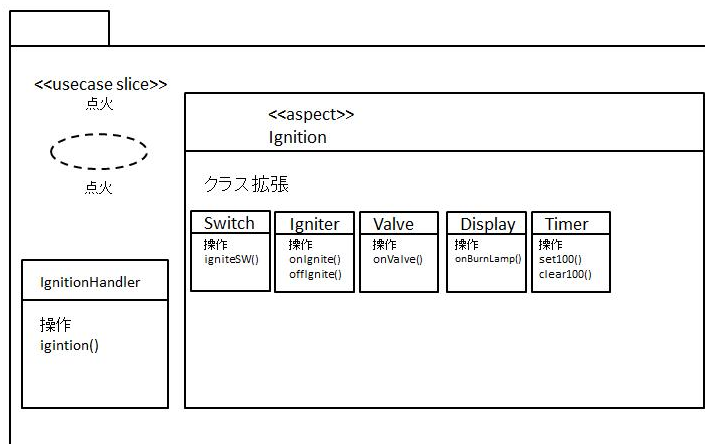 <<usecase slice>>
点火
点火
<<aspect>>
Ignition
クラス拡張
Switch
操作
igniteSW()
Igniter
操作
onIgnite()
offIgnite()
Valve
操作
onValve()
Display
操作
onBurnLamp()
Timer
操作
set100()
clear100()
IgnitionHandler
操作
igintion()